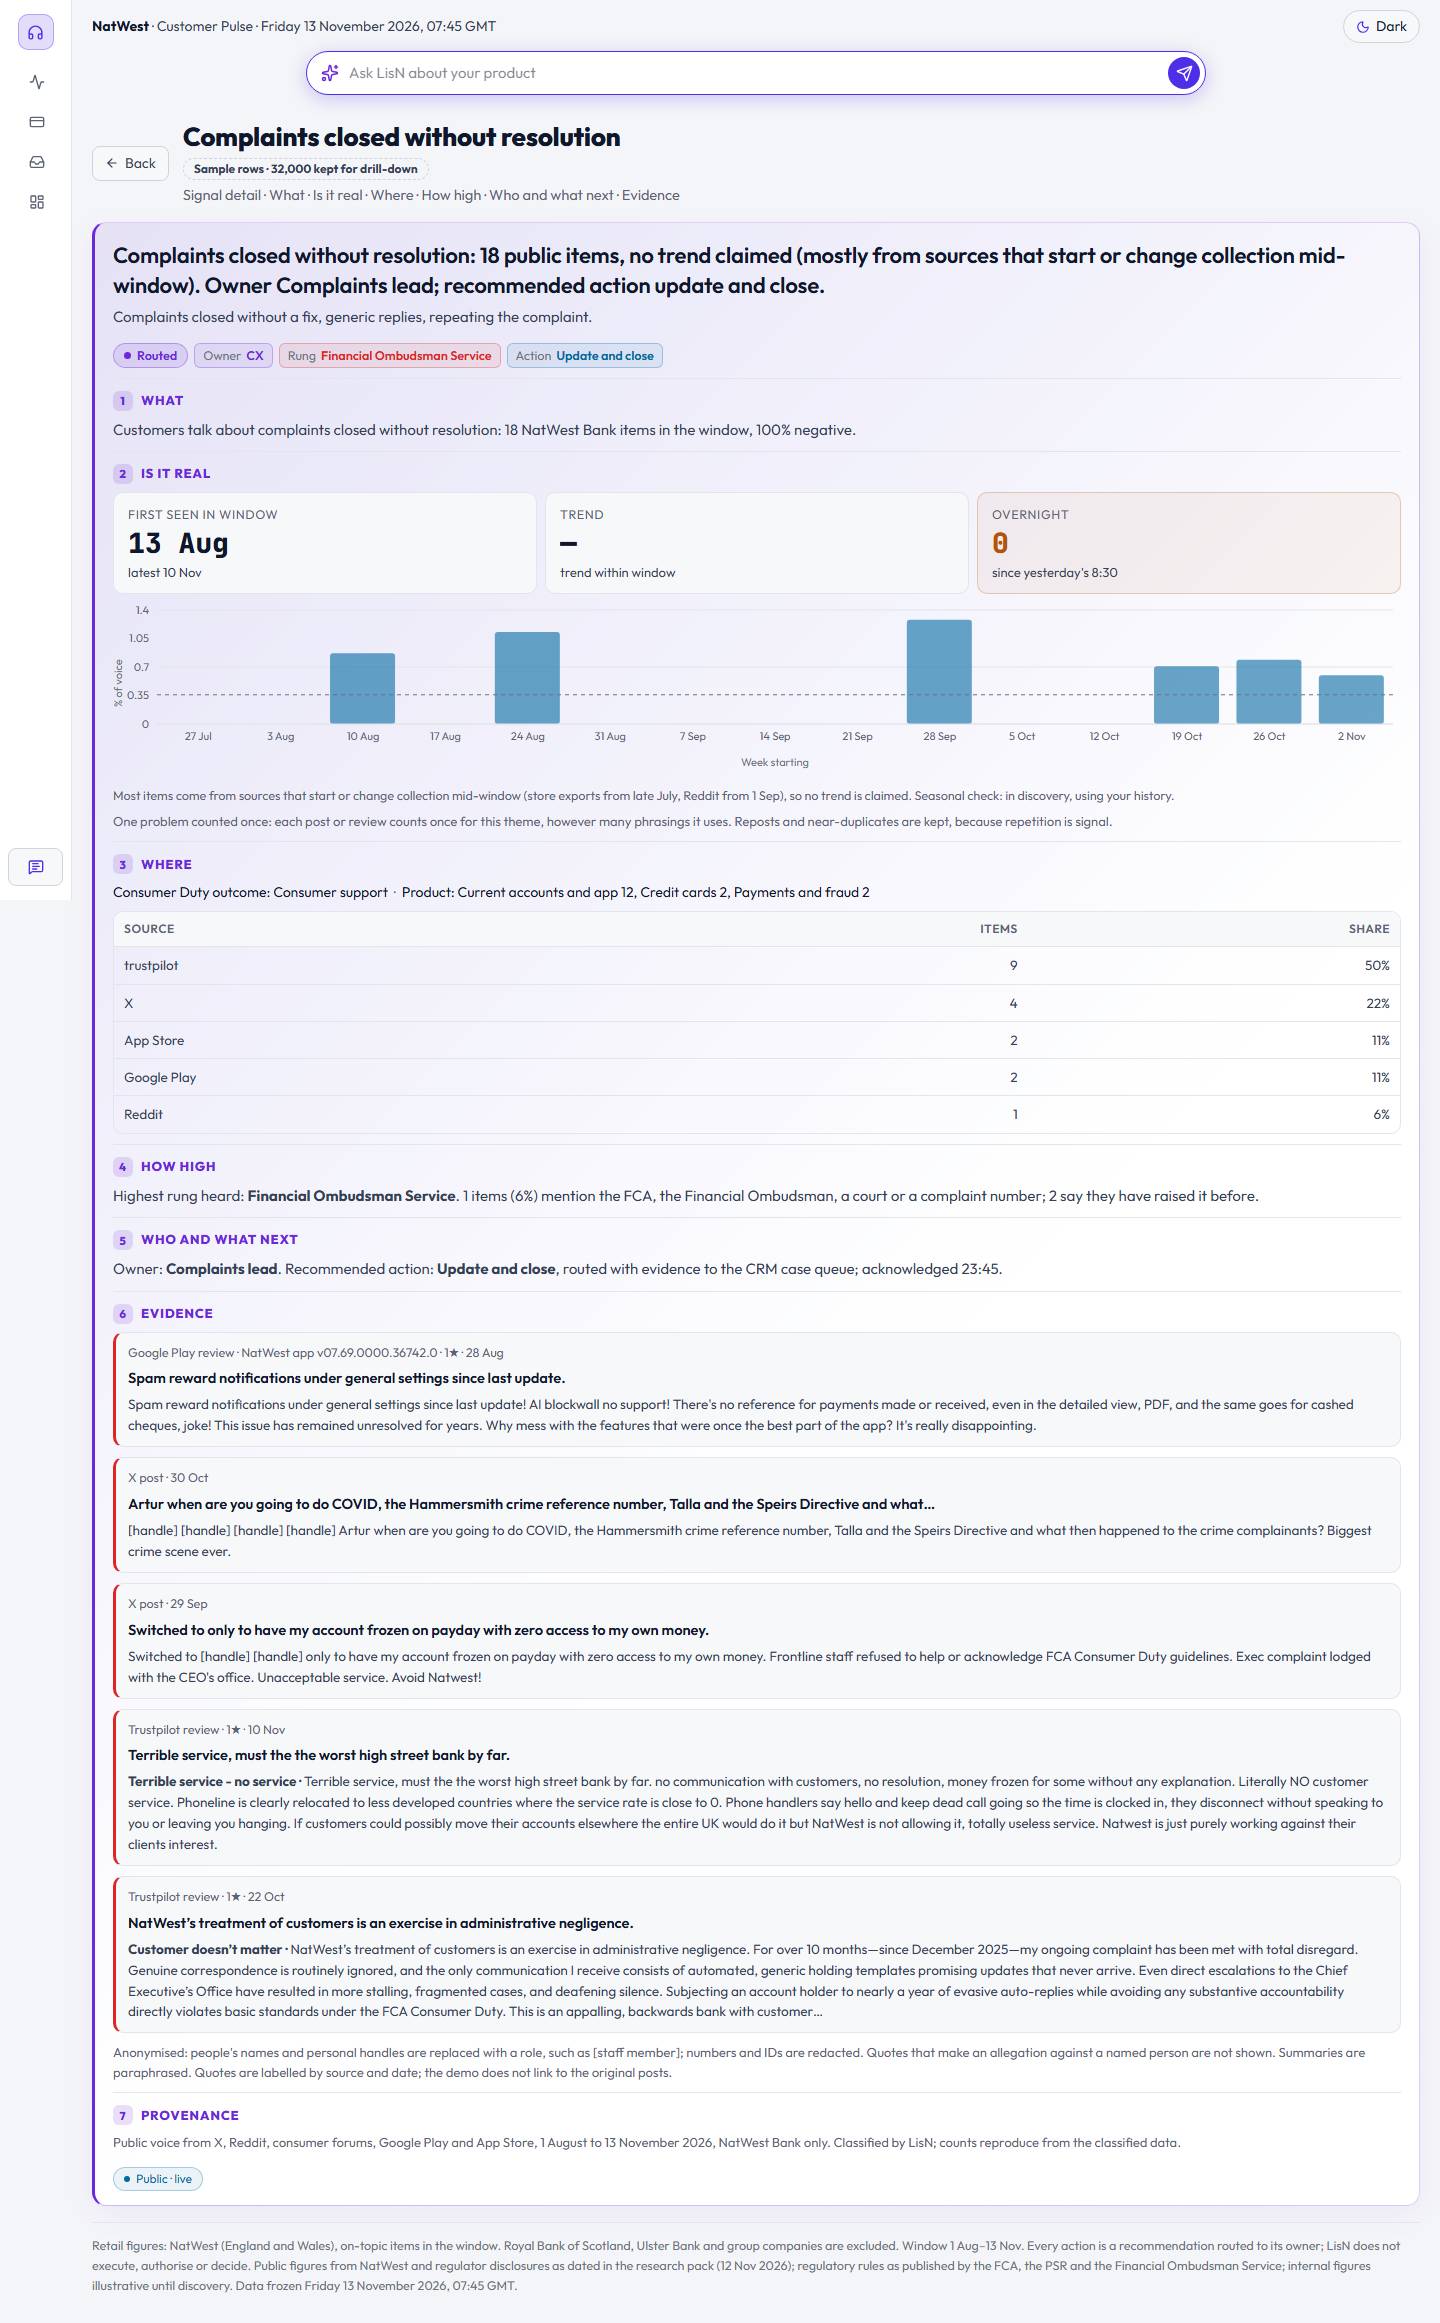 NatWest · Customer Pulse · Friday 13 November 2026, 07:45 GMT
Dark
Ask LisN about your product
Back
Complaints closed without resolution
Sample rows · 32,000 kept for drill-down
Signal detail · What · Is it real · Where · How high · Who and what next · Evidence
Complaints closed without resolution: 18 public items, no trend claimed (mostly from sources that start or change collection mid-
window). Owner Complaints lead; recommended action update and close.
Complaints closed without a fix, generic replies, repeating the complaint.
Routed
Owner CX
Rung Financial Ombudsman Service
Action Update and close
1 WHAT
Customers talk about complaints closed without resolution: 18 NatWest Bank items in the window, 100% negative.
2 IS IT REAL
FIRST SEEN IN WINDOW
13 Aug
latest 10 Nov
TREND
–
trend within window
OVERNIGHT
0
since yesterday's 8:30
1.4
1.05
0.7
0.35
0
% of voice
27 Jul 3 Aug 10 Aug 17 Aug 24 Aug 31 Aug 7 Sep 14 Sep 21 Sep 28 Sep 5 Oct 12 Oct 19 Oct 26 Oct 2 Nov
Week starting
Most items come from sources that start or change collection mid-window (store exports from late July, Reddit from 1 Sep), so no trend is claimed. Seasonal check: in discovery, using your history.
One problem counted once: each post or review counts once for this theme, however many phrasings it uses. Reposts and near-duplicates are kept, because repetition is signal.
3 WHERE
Consumer Duty outcome: Consumer support · Product: Current accounts and app 12, Credit cards 2, Payments and fraud 2
SOURCE ITEMS SHARE
trustpilot 9 50%
X 4 22%
App Store 2 11%
Google Play 2 11%
Reddit 1 6%
4 HOW HIGH
Highest rung heard: Financial Ombudsman Service. 1 items (6%) mention the FCA, the Financial Ombudsman, a court or a complaint number; 2 say they have raised it before.
5 WHO AND WHAT NEXT
Owner: Complaints lead. Recommended action: Update and close, routed with evidence to the CRM case queue; acknowledged 23:45.
6 EVIDENCE
Google Play review · NatWest app v07.69.0000.36742.0 · 1★ · 28 Aug
Spam reward notifications under general settings since last update.
Spam reward notifications under general settings since last update! AI blockwall no support! There's no reference for payments made or received, even in the detailed view, PDF, and the same goes for cashed
cheques, joke! This issue has remained unresolved for years. Why mess with the features that were once the best part of the app? It's really disappointing.
X post · 30 Oct
Artur when are you going to do COVID, the Hammersmith crime reference number, Talla and the Speirs Directive and what…
[handle] [handle] [handle] [handle] Artur when are you going to do COVID, the Hammersmith crime reference number, Talla and the Speirs Directive and what then happened to the crime complainants? Biggest
crime scene ever.
X post · 29 Sep
Switched to only to have my account frozen on payday with zero access to my own money.
Switched to [handle] [handle] only to have my account frozen on payday with zero access to my own money. Frontline staff refused to help or acknowledge FCA Consumer Duty guidelines. Exec complaint lodged
with the CEO's office. Unacceptable service. Avoid Natwest!
Trustpilot review · 1★ · 10 Nov
Terrible service, must the the worst high street bank by far.
Terrible service - no service · Terrible service, must the the worst high street bank by far. no communication with customers, no resolution, money frozen for some without any explanation. Literally NO customer
service. Phoneline is clearly relocated to less developed countries where the service rate is close to 0. Phone handlers say hello and keep dead call going so the time is clocked in, they disconnect without speaking to
you or leaving you hanging. If customers could possibly move their accounts elsewhere the entire UK would do it but NatWest is not allowing it, totally useless service. Natwest is just purely working against their
clients interest.
Trustpilot review · 1★ · 22 Oct
NatWest's treatment of customers is an exercise in administrative negligence.
Customer doesn't matter · NatWest's treatment of customers is an exercise in administrative negligence. For over 10 months—since December 2025—my ongoing complaint has been met with total disregard.
Genuine correspondence is routinely ignored, and the only communication I receive consists of automated, generic holding templates promising updates that never arrive. Even direct escalations to the Chief
Executive's Office have resulted in more stalling, fragmented cases, and deafening silence. Subjecting an account holder to nearly a year of evasive auto-replies while avoiding any substantive accountability
directly violates basic standards under the FCA Consumer Duty. This is an appalling, backwards bank with customer…
Anonymised: people's names and personal handles are replaced with a role, such as [staff member]; numbers and IDs are redacted. Quotes that make an allegation against a named person are not shown. Summaries are
paraphrased. Quotes are labelled by source and date; the demo does not link to the original posts.
7 PROVENANCE
Public voice from X, Reddit, consumer forums, Google Play and App Store, 1 August to 13 November 2026, NatWest Bank only. Classified by LisN; counts reproduce from the classified data.
Public · live
Retail figures: NatWest (England and Wales), on-topic items in the window. Royal Bank of Scotland, Ulster Bank and group companies are excluded. Window 1 Aug–13 Nov. Every action is a recommendation routed to its owner; LisN does not
execute, authorise or decide. Public figures from NatWest and regulator disclosures as dated in the research pack (12 Nov 2026); regulatory rules as published by the FCA, the PSR and the Financial Ombudsman Service; internal figures
illustrative until discovery. Data frozen Friday 13 November 2026, 07:45 GMT.